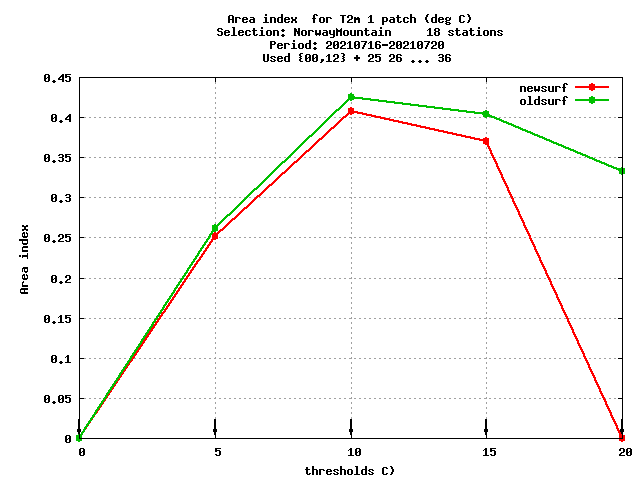 Area index  for T2m 1 patch (deg C)
Selection: NorwayMountain     18 stations
Period: 20210716-20210720
Used {00,12} + 25 26 ... 36
newsurf
oldsurf
0.45
0.4
0.35
0.3
0.25
0.2
0.15
0.1
0.05
0
Area index
0 5 10 15 20
thresholds C)